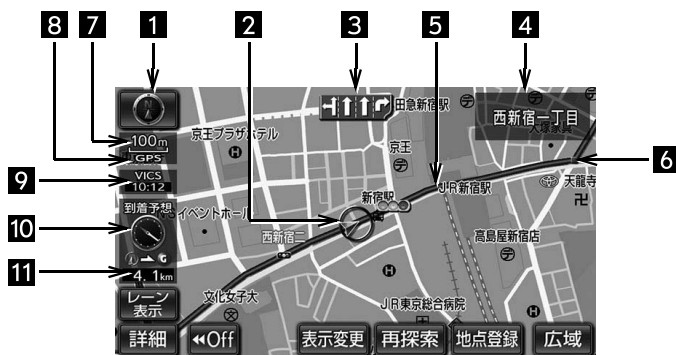 8 7 1 2 3 5 4
田急新宿駅
西新宿一丁目
100m
京王プラザホテル
大塚家具
GPS
京王
6
9
VICS
10:12
JR新宿駅
天龍寺
到着予想
新宿駅
10
Sイベントホール
西新宿二
高島屋新宿店
11
4.1km
レーン
表示
文化女子大
JR東京総合病院
詳細
Off
表示変更
再探索
地点登録
広域